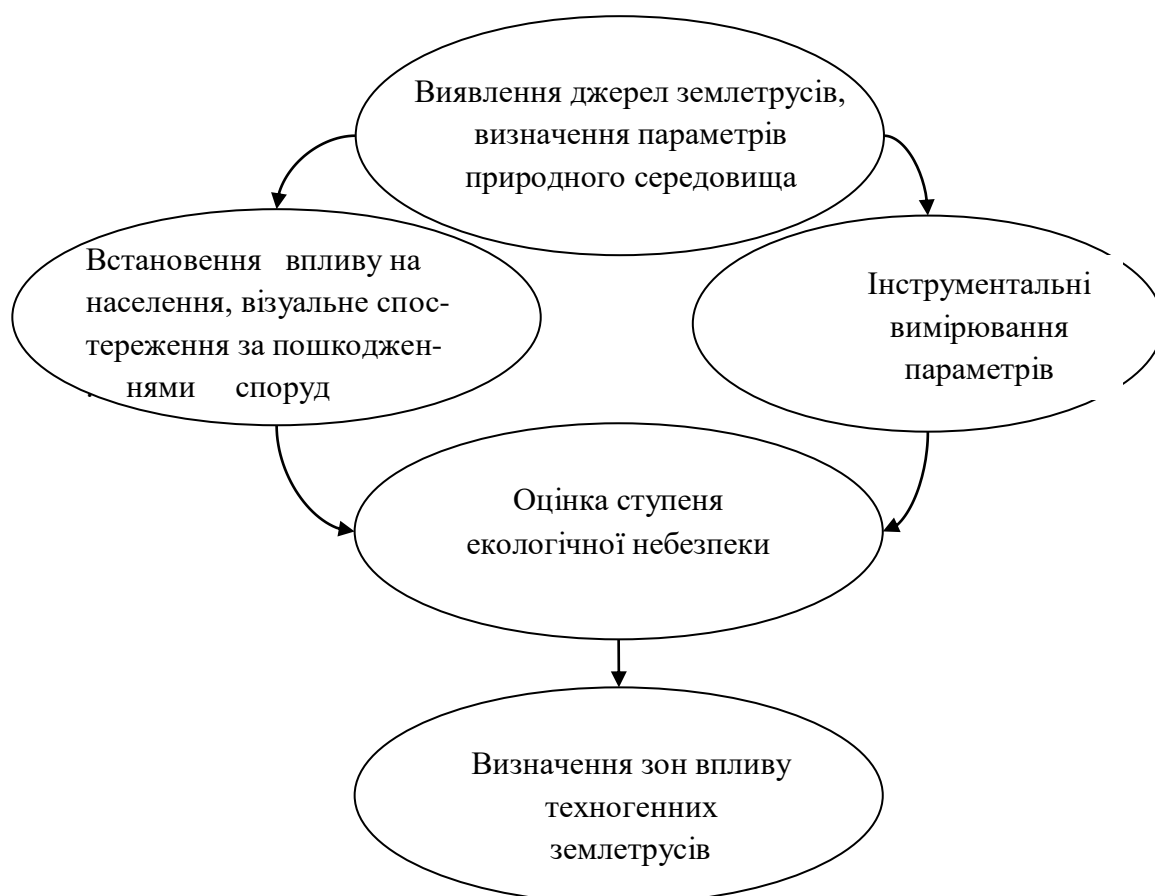 Виявлення джерел землетрусів,
визначення параметрів
природного середовища
Встановення впливу на
населення, візуальне спос-
тереження за пошкоджен-
нями споруд
Інструментальні
вимірювання
параметрів
Оцінка ступеня
екологічної небезпеки
Визначення зон впливу
техногенних
землетрусів